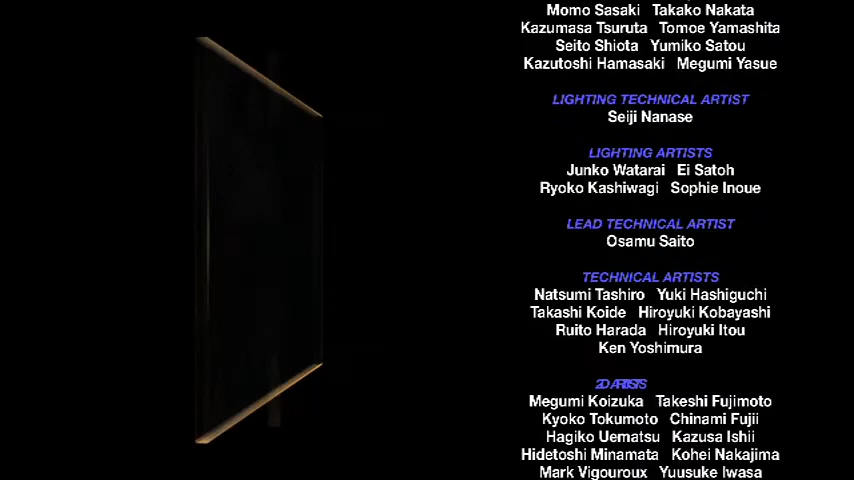 Momo Sasaki Takako Nakata
Kazumasa Tsuruta Tomoe Yamashita
Seito Shiota Yumiko Satou
Kazutoshi Hamasaki Megumi Yasue
LIGHTING TECHNICAL ARTIST
Seiji Nanase
LIGHTING ARTISTS
Junko Watarai Ei Satoh
Ryoko Kashiwagi Sophie Inoue
LEAD TECHNICAL ARTIST
Osamu Saito
TECHNICAL ARTISTS
Natsumi Tashiro Yuki Hashiguchi
Takashi Koide Hiroyuki Kobayashi
Ruito Harada Hiroyuki Itou
Ken Yoshimura
2D ARTISTS
Megumi Koizuka Takeshi Fujimoto
Kyoko Tokumoto Chinami Fujii
Hagiko Uematsu Kazusa Ishii
Hidetoshi Minamata Kohei Nakajima
Mark Vigouroux Yuusuke Iwasa